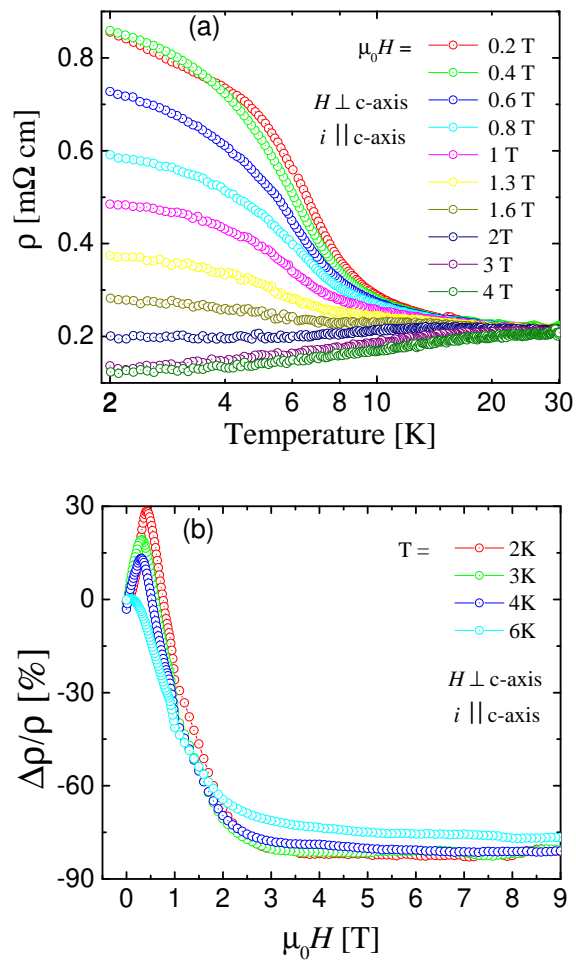 (a)
μ₀H =
0.2 T
0.4 T
0.6 T
0.8 T
1 T
1.3 T
1.6 T
2T
3 T
4 T
H ⊥ c-axis
i || c-axis
ρ [mΩ cm]
0.8
0.6
0.4
0.2
2 4 6 8 10 20 30
Temperature [K]
(b)
T =
2K
3K
4K
6K
H ⊥ c-axis
i || c-axis
Δρ/ρ [%]
30
0
-30
-60
-90
0 1 2 3 4 5 6 7 8 9
μ₀H [T]